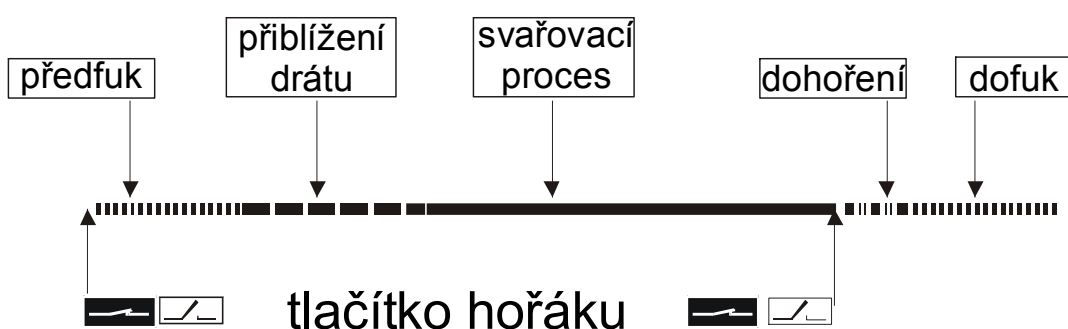 předfuk
přiblížení
drátu
svařovací
proces
dohoření
dofuk
tlačítko hořáku